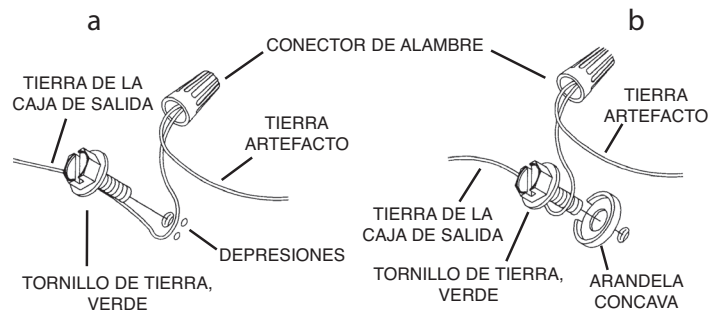 a
b
CONECTOR DE ALAMBRE
TIERRA DE LA
CAJA DE SALIDA
TIERRA
ARTEFACTO
TIERRA
ARTEFACTO
DEPRESIONES
TORNILLO DE TIERRA,
VERDE
TIERRA DE LA
CAJA DE SALIDA
TORNILLO DE TIERRA,
VERDE
ARANDELA
CONCAVA